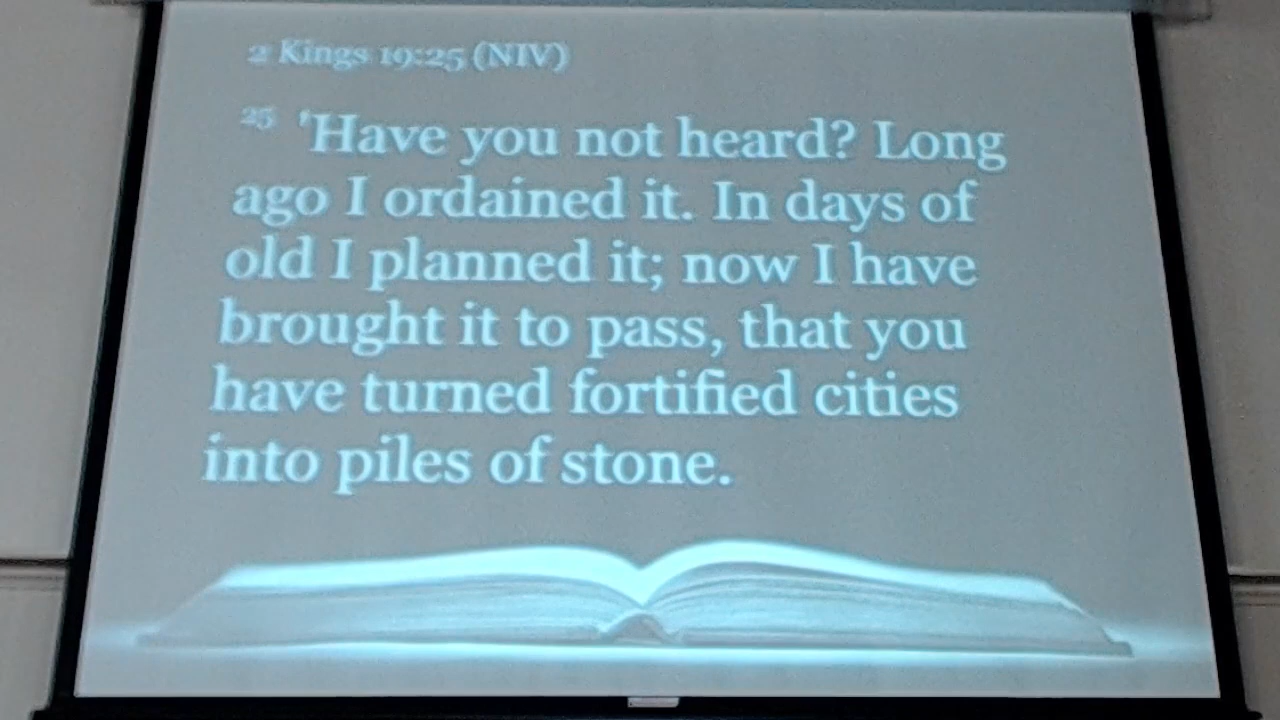 2 Kings 19:25 (NIV)
25 'Have you not heard? Long
ago I ordained it. In days of
old I planned it; now I have
brought it to pass, that you
have turned fortified cities
into piles of stone.